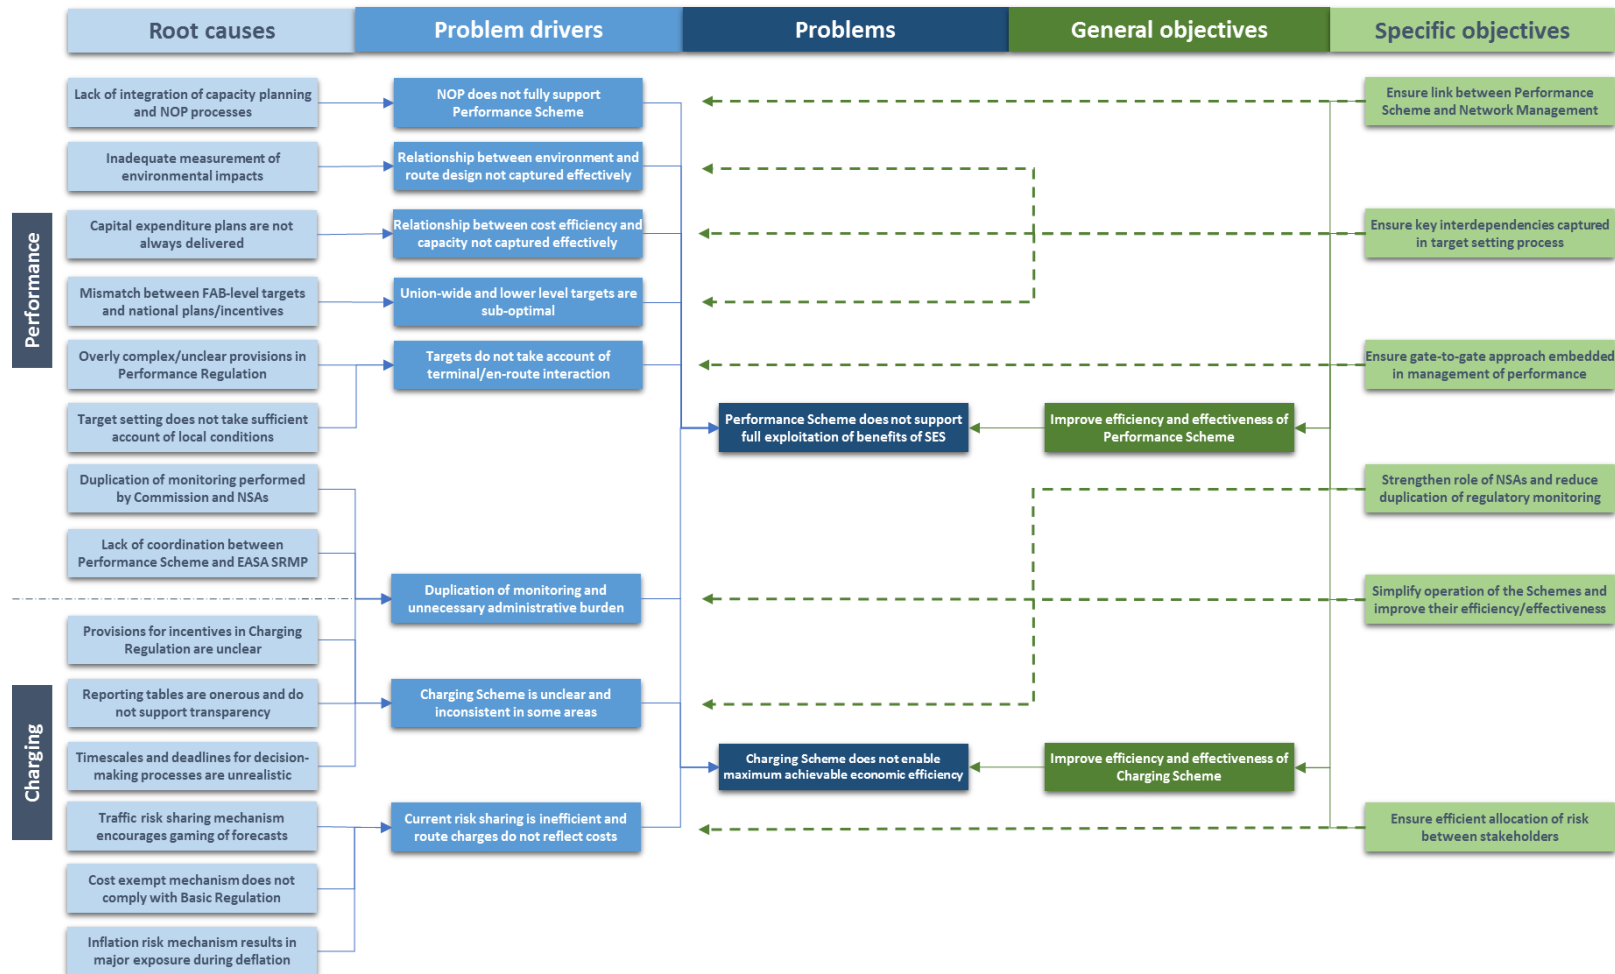 Root causes
Problem drivers
Problems
General objectives
Specific objectives
Performance
Charging
Lack of integration of capacity planning
and NOP processes
Inadequate measurement of
environmental impacts
Capital expenditure plans are not
always delivered
Mismatch between FAB-level targets
and national plans/incentives
Overly complex/unclear provisions in
Performance Regulation
Target setting does not take sufficient
account of local conditions
Duplication of monitoring performed
by Commission and NSAs
Lack of coordination between
Performance Scheme and EASA SRMP
Provisions for incentives in Charging
Regulation are unclear
Reporting tables are onerous and do
not support transparency
Timescales and deadlines for decision-
making processes are unrealistic
Traffic risk sharing mechanism
encourages gaming of forecasts
Cost exempt mechanism does not
comply with Basic Regulation
Inflation risk mechanism results in
major exposure during deflation
NOP does not fully support
Performance Scheme
Relationship between environment and
route design not captured effectively
Relationship between cost efficiency and
capacity not captured effectively
Union-wide and lower level targets are
sub-optimal
Targets do not take account of
terminal/en-route interaction
Duplication of monitoring and
unnecessary administrative burden
Charging Scheme is unclear and
inconsistent in some areas
Current risk sharing is inefficient and
route charges do not reflect costs
Performance Scheme does not support
full exploitation of benefits of SES
Charging Scheme does not enable
maximum achievable economic efficiency
Improve efficiency and effectiveness of
Performance Scheme
Improve efficiency and effectiveness of
Charging Scheme
Ensure link between Performance
Scheme and Network Management
Ensure key interdependencies captured
in target setting process
Ensure gate-to-gate approach embedded
in management of performance
Strengthen role of NSAs and reduce
duplication of regulatory monitoring
Simplify operation of the Schemes and
improve their efficiency/effectiveness
Ensure efficient allocation of risk
between stakeholders